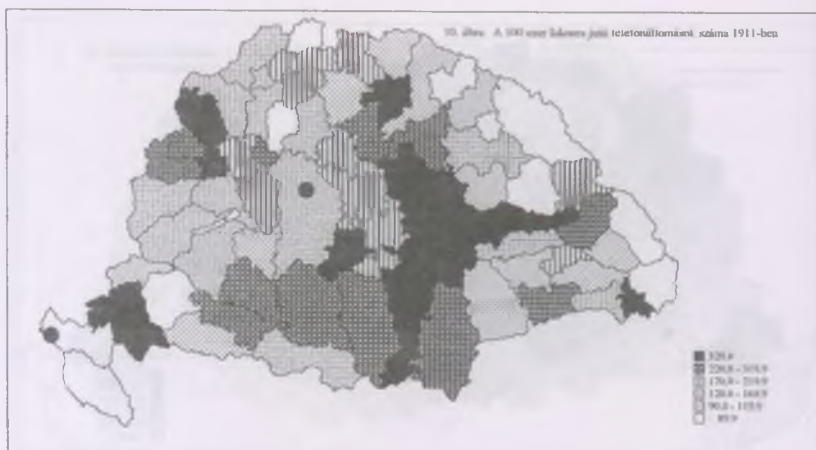 10. ábra A 100 ezer lakosra jutó telefonállomások száma 1911-ben
320,0
220,0 - 319,9
170,0 - 219,9
120,0 - 169,9
90,0 - 119,9
89,9